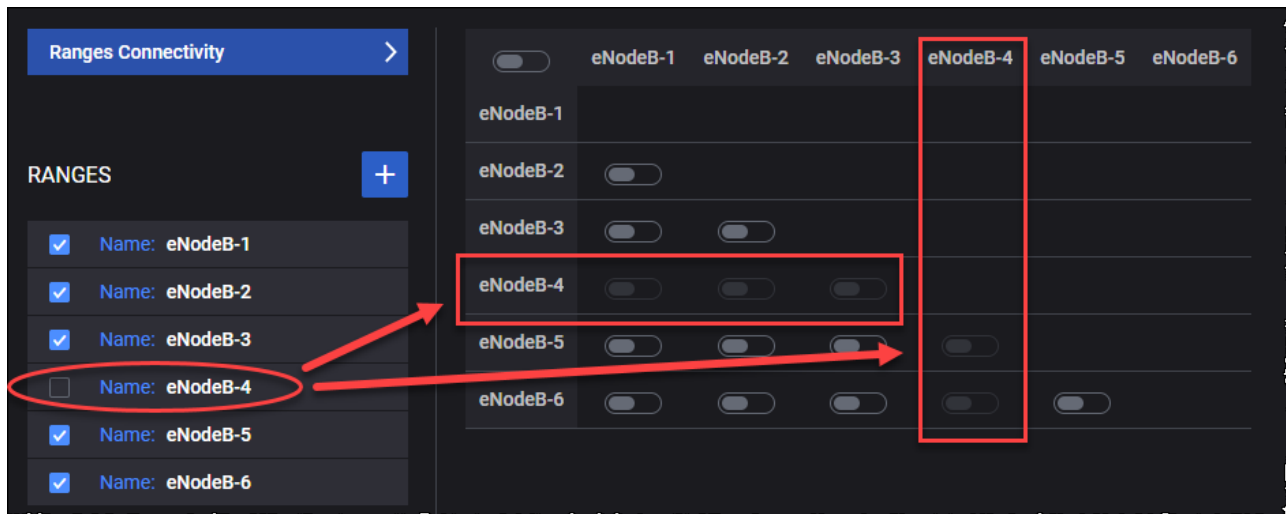 Ranges Connectivity
RANGES
Name: eNodeB-1
Name: eNodeB-2
Name: eNodeB-3
Name: eNodeB-4
Name: eNodeB-5
Name: eNodeB-6
eNodeB-1 eNodeB-2 eNodeB-3 eNodeB-4 eNodeB-5 eNodeB-6
eNodeB-1
eNodeB-2
eNodeB-3
eNodeB-4
eNodeB-5
eNodeB-6